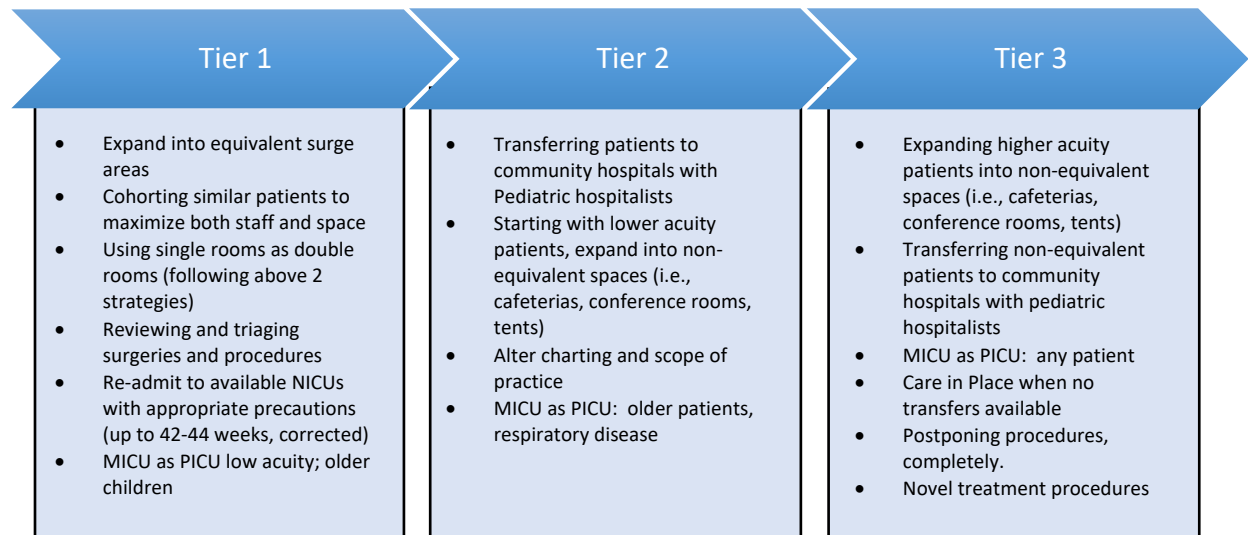 Tier 1
• Expand into equivalent surge
areas
• Cohorting similar patients to
maximize both staff and space
• Using single rooms as double
rooms (following above 2
strategies)
• Reviewing and triaging
surgeries and procedures
• Re-admit to available NICUs
with appropriate precautions
(up to 42-44 weeks, corrected)
• MICU as PICU low acuity; older
children
Tier 2
• Transferring patients to
community hospitals with
Pediatric hospitalists
• Starting with lower acuity
patients, expand into non-
equivalent spaces (i.e.,
cafeterias, conference rooms,
tents)
• Alter charting and scope of
practice
• MICU as PICU:  older patients,
respiratory disease
Tier 3
• Expanding higher acuity
patients into non-equivalent
spaces (i.e., cafeterias,
conference rooms, tents)
• Transferring non-equivalent
patients to community
hospitals with pediatric
hospitalists
• MICU as PICU:  any patient
• Care in Place when no
transfers available
• Postponing procedures,
completely.
• Novel treatment procedures